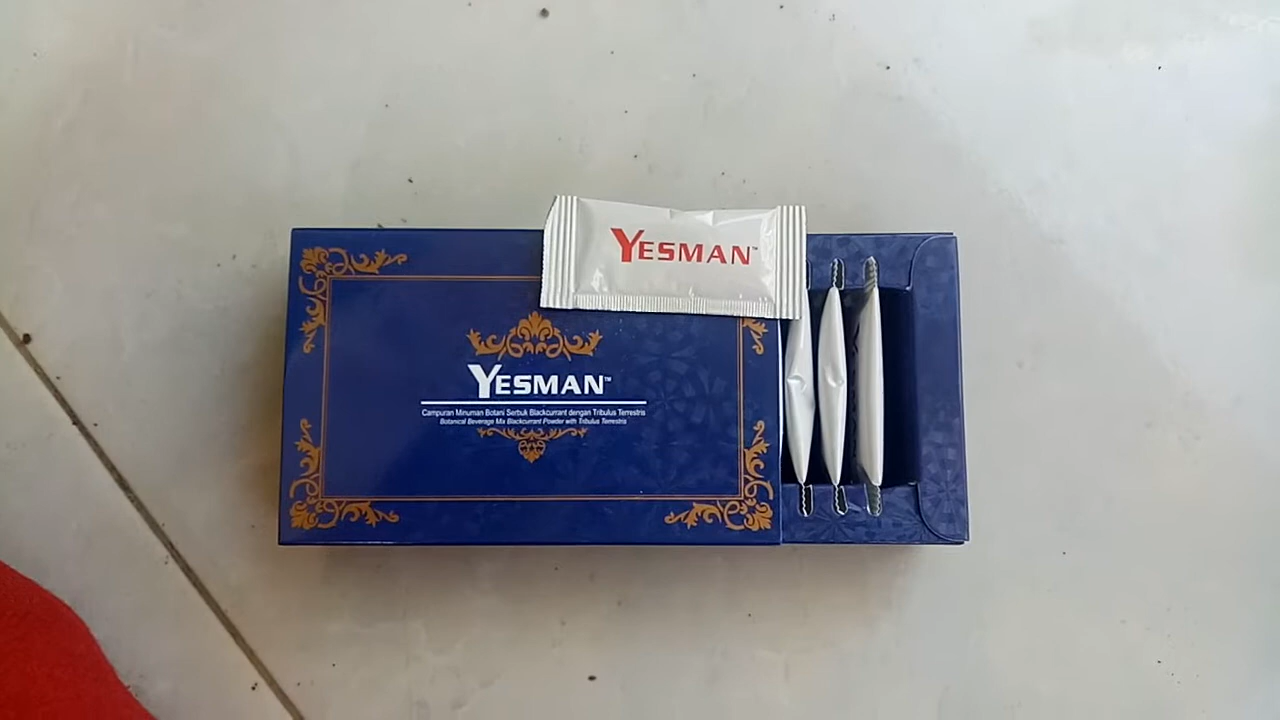 YESMAN™
YESMAN™
Campuran Minuman Botani Serbuk Blackcurrant dengan Tribulus Terrestris
Botanical Beverage Mix Blackcurrant Powder with Tribulus Terrestris